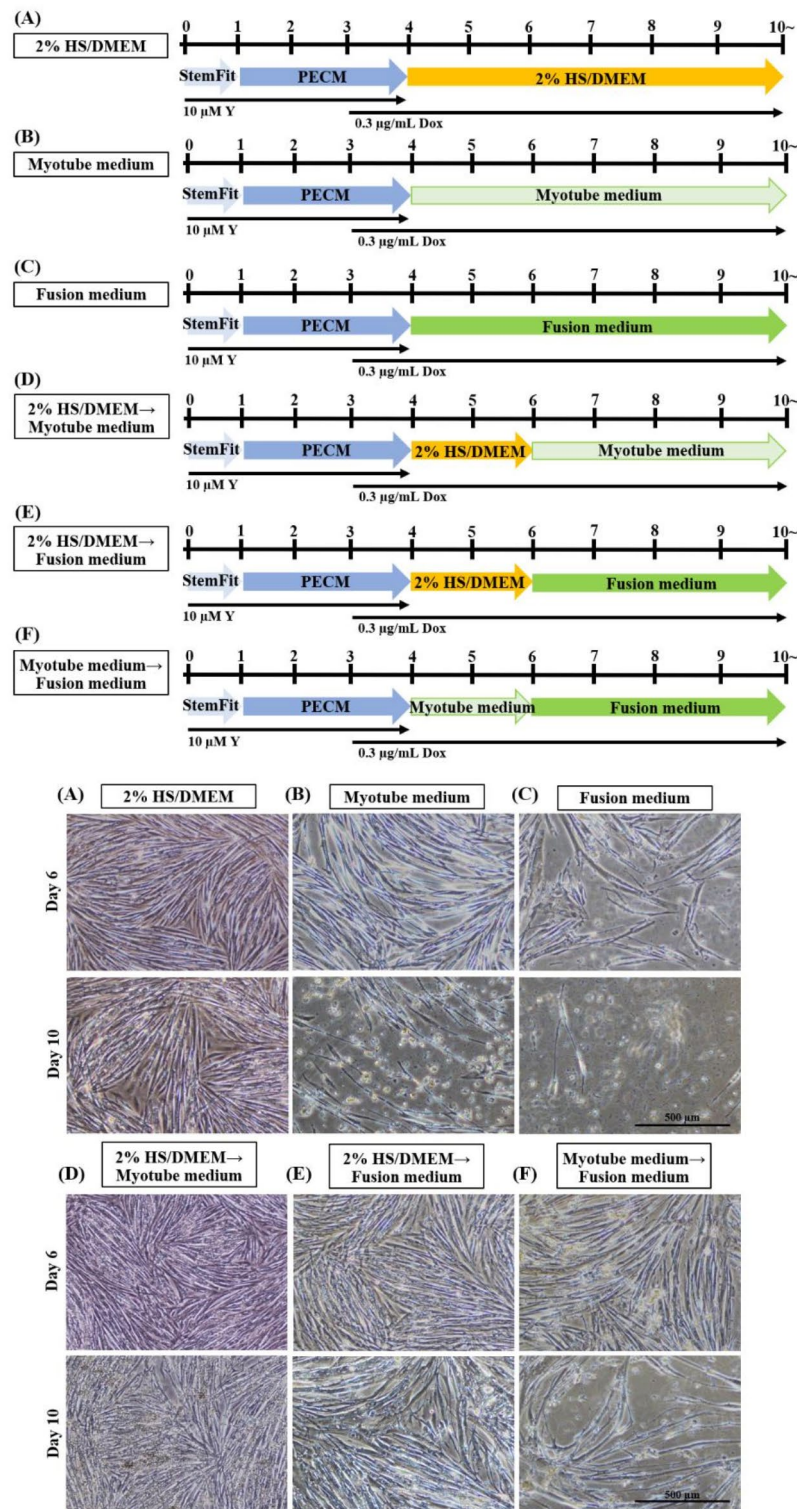 (A)
0 1 2 3 4 5 6 7 8 9 10~
2% HS/DMEM
StemFit PECM 2% HS/DMEM
10 µM Y
0.3 µg/mL Dox
(B)
0 1 2 3 4 5 6 7 8 9 10~
Myotube medium
StemFit PECM Myotube medium
10 µM Y
0.3 µg/mL Dox
(C)
0 1 2 3 4 5 6 7 8 9 10~
Fusion medium
StemFit PECM Fusion medium
10 µM Y
0.3 µg/mL Dox
(D)
0 1 2 3 4 5 6 7 8 9 10~
2% HS/DMEM→
Myotube medium
StemFit PECM 2% HS/DMEM Myotube medium
10 µM Y
0.3 µg/mL Dox
(E)
0 1 2 3 4 5 6 7 8 9 10~
2% HS/DMEM→
Fusion medium
StemFit PECM 2% HS/DMEM Fusion medium
10 µM Y
0.3 µg/mL Dox
(F)
0 1 2 3 4 5 6 7 8 9 10~
Myotube medium→
Fusion medium
StemFit PECM Myotube medium Fusion medium
10 µM Y
0.3 µg/mL Dox
(A) 2% HS/DMEM (B) Myotube medium (C) Fusion medium
Day 6
Day 10
500 µm
(D) 2% HS/DMEM→
Myotube medium
(E) 2% HS/DMEM→
Fusion medium
(F) Myotube medium→
Fusion medium
Day 6
Day 10
500 µm